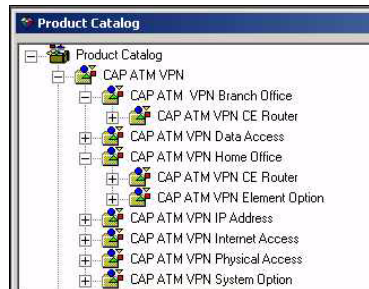 Product Catalog
Product Catalog
CAP ATM VPN
CAP ATM VPN Branch Office
CAP ATM VPN CE Router
CAP ATM VPN Data Access
CAP ATM VPN Home Office
CAP ATM VPN CE Router
CAP ATM VPN Element Option
CAP ATM VPN IP Address
CAP ATM VPN Internet Access
CAP ATM VPN Physical Access
CAP ATM VPN System Option